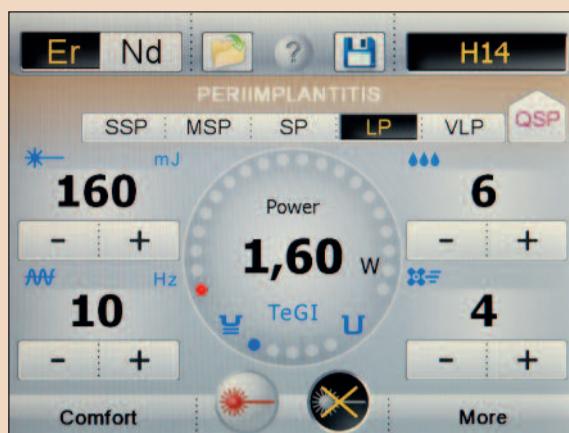 Er Nd ? H14
PERIIMPLANTITIS
SSP MSP SP LP VLP QSP
mJ
160
Power
6
- +
1,60 W
- +
Hz
TeGI
10
4
- +
- +
Comfort
More